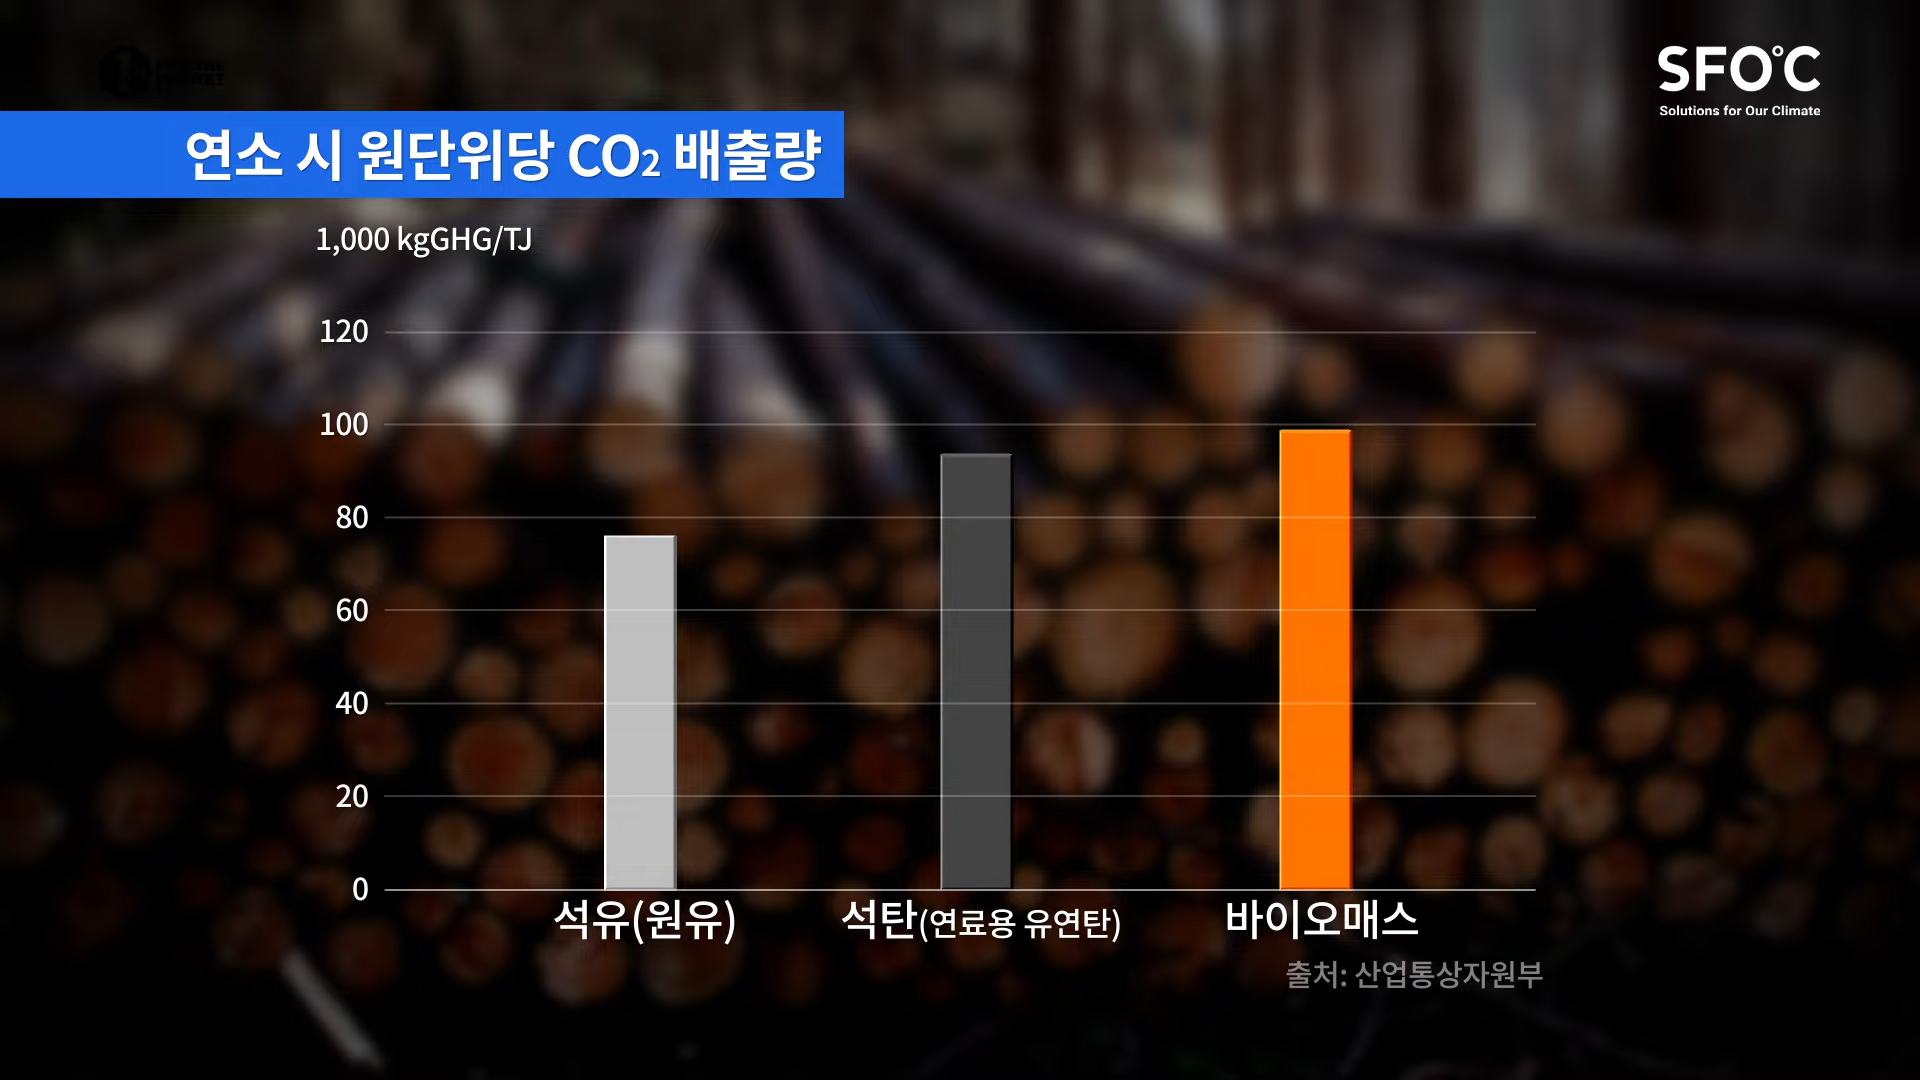 SFO°C
Solutions for Our Climate
연소 시 원단위당 CO₂ 배출량
1,000 kgGHG/TJ
120
100
80
60
40
20
0
석유(원유)
석탄(연료용 유연탄)
바이오매스
출처: 산업통상자원부